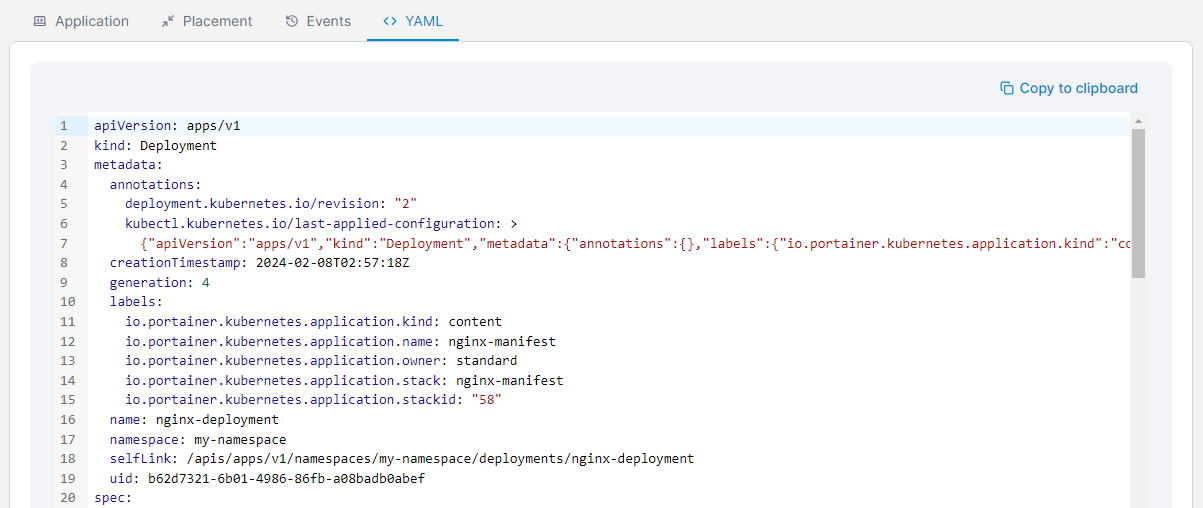 Application Placement Events YAML
Copy to clipboard
1 apiVersion: apps/v1
2 kind: Deployment
3 metadata:
4 annotations:
5 deployment.kubernetes.io/revision: "2"
6 kubectl.kubernetes.io/last-applied-configuration: >
7 {"apiVersion":"apps/v1","kind":"Deployment","metadata":{"annotations":{},"labels":{"io.portainer.kubernetes.application.kind":"co
8 creationTimestamp: 2024-02-08T02:57:18Z
9 generation: 4
10 labels:
11 io.portainer.kubernetes.application.kind: content
12 io.portainer.kubernetes.application.name: nginx-manifest
13 io.portainer.kubernetes.application.owner: standard
14 io.portainer.kubernetes.application.stack: nginx-manifest
15 io.portainer.kubernetes.application.stackid: "58"
16 name: nginx-deployment
17 namespace: my-namespace
18 selfLink: /apis/apps/v1/namespaces/my-namespace/deployments/nginx-deployment
19 uid: b62d7321-6b01-4986-86fb-a08badb0abef
20 spec: